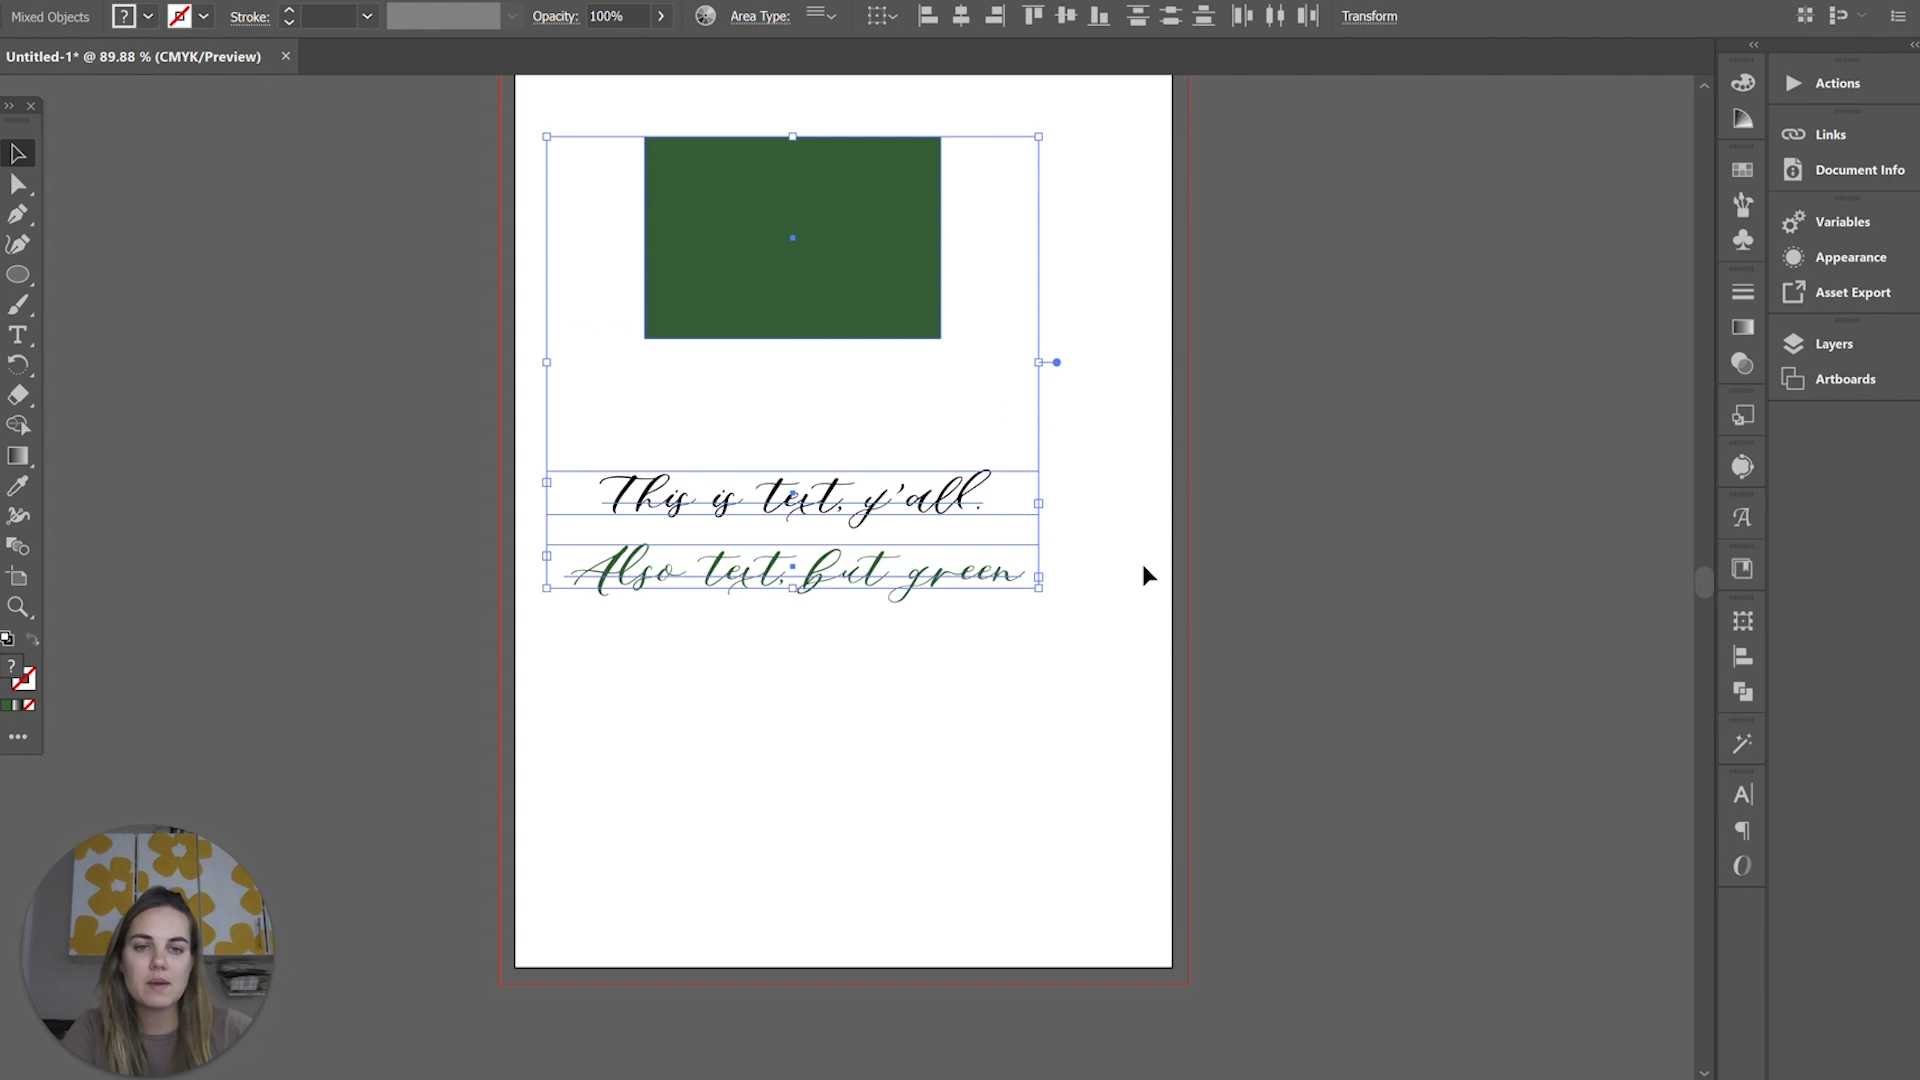 Mixed Objects ? Stroke: Opacity: 100% Area Type: Transform
Untitled-1* @ 89.88 % (CMYK/Preview)
Actions
Links
Document Info
Variables
Appearance
Asset Export
Layers
Artboards
This is text, y'all.
Also text, but green
?